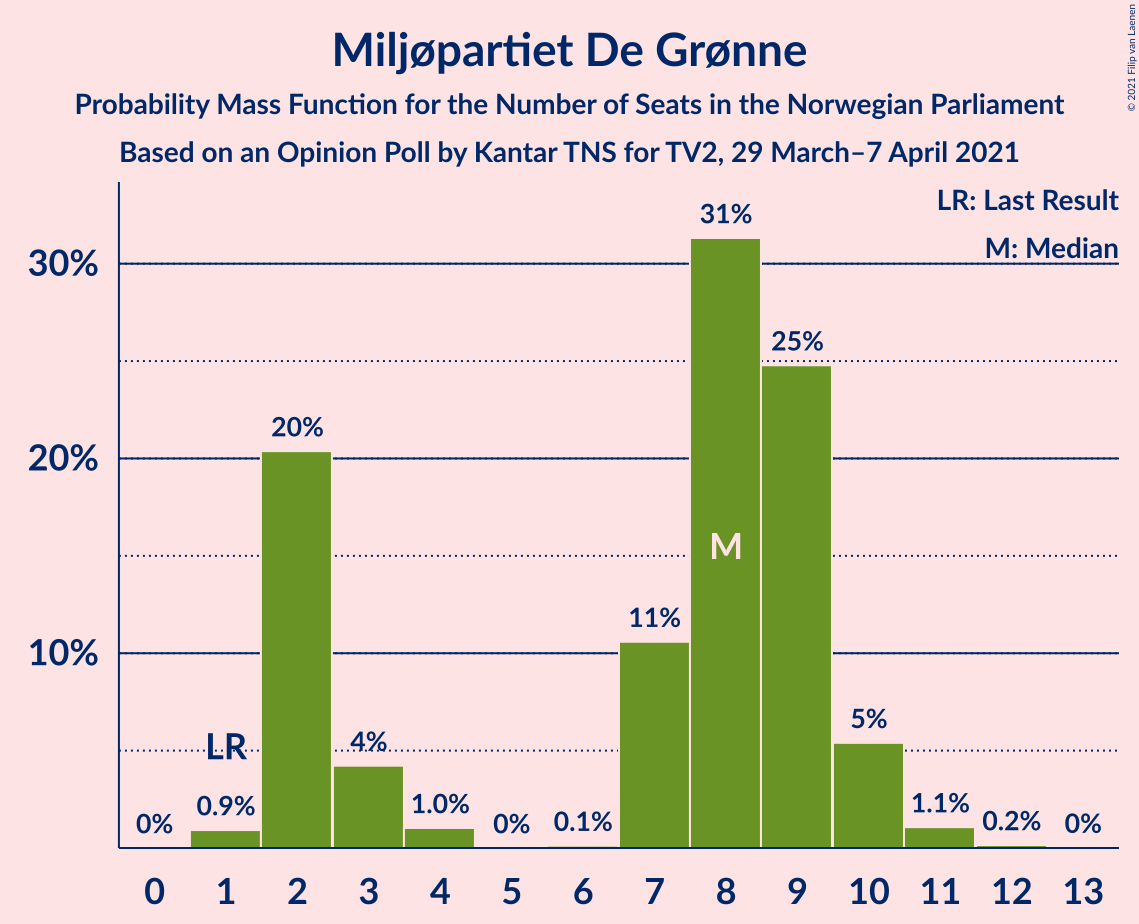 Miljøpartiet De Grønne
Probability Mass Function for the Number of Seats in the Norwegian Parliament
Based on an Opinion Poll by Kantar TNS for TV2, 29 March–7 April 2021
© 2021 Filip van Laenen
LR: Last Result
M: Median
30%
20%
10%
0%
0.9%
LR
20%
4%
1.0%
0%
0.1%
11%
31%
M
25%
5%
1.1%
0.2%
0%
0 1 2 3 4 5 6 7 8 9 10 11 12 13